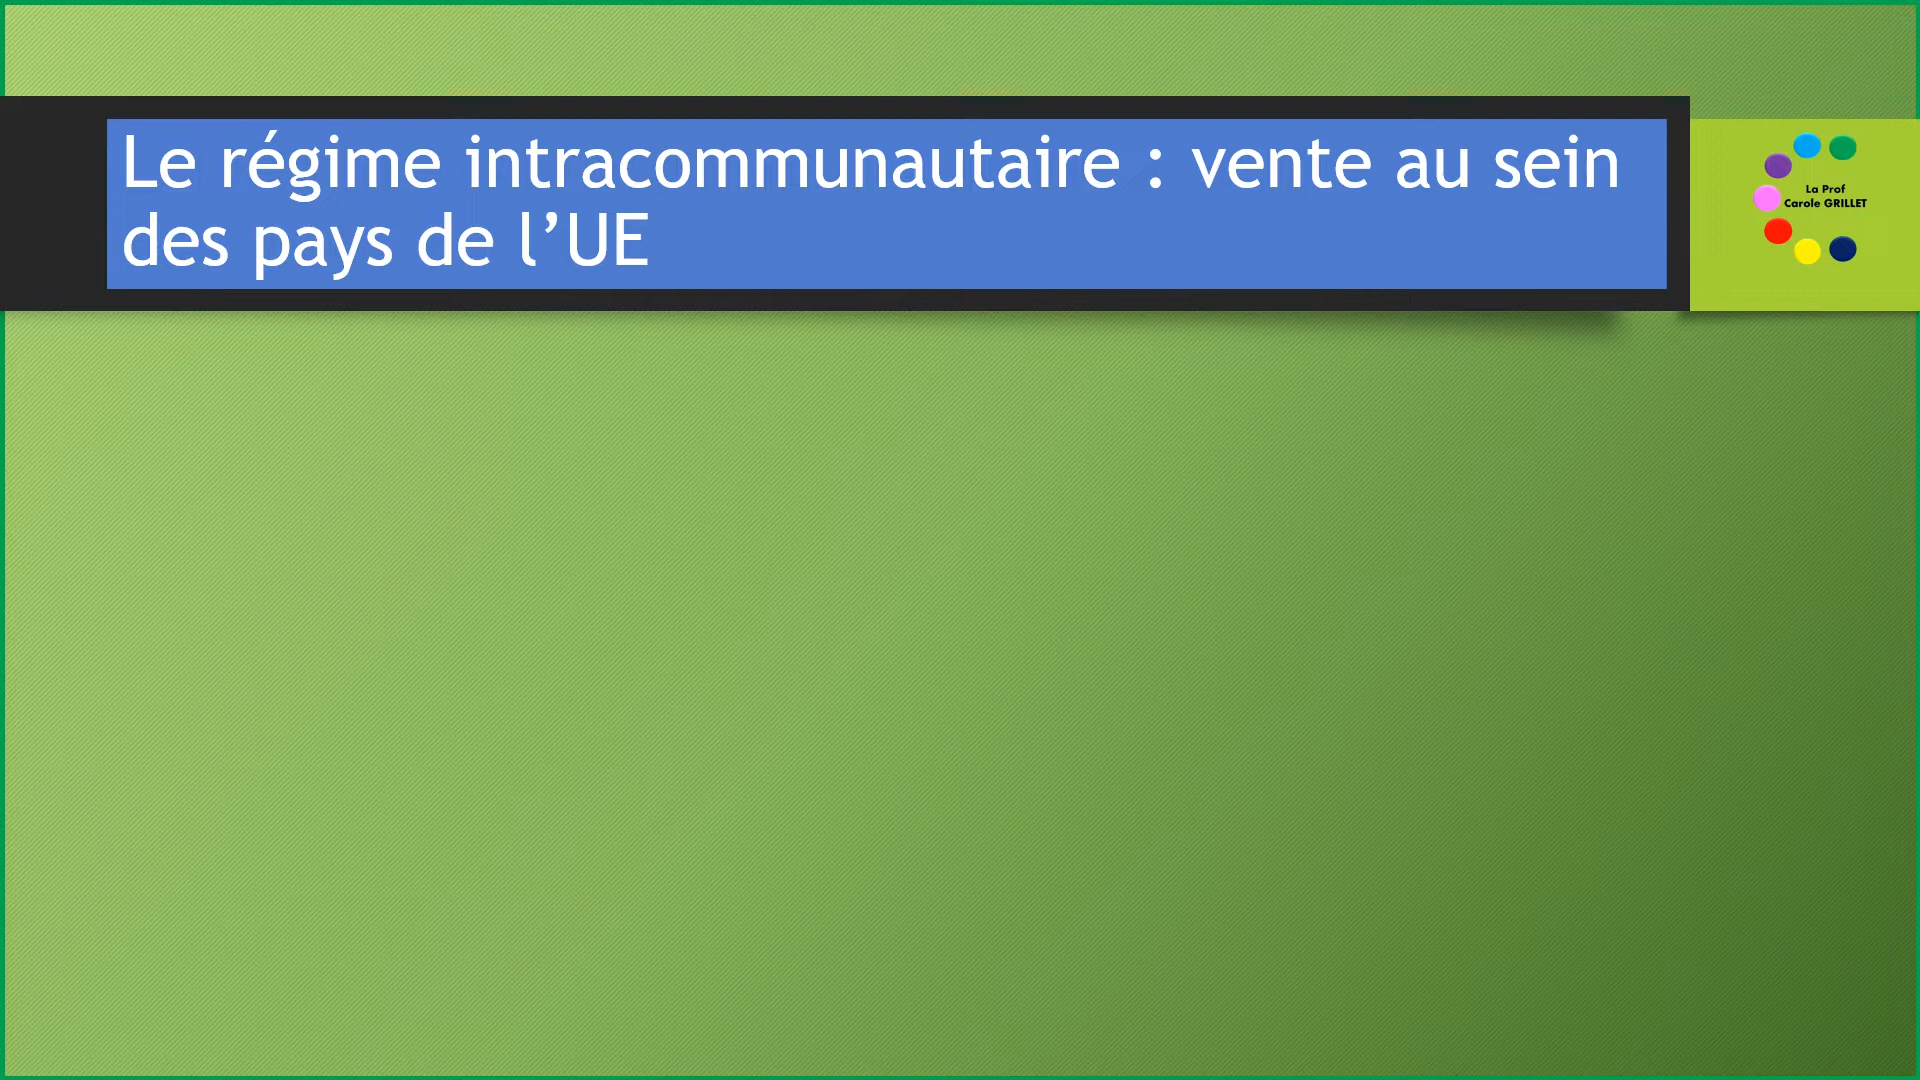 Le régime intracommunautaire : vente au sein
des pays de l’UE
La Prof
Carole GRILLET